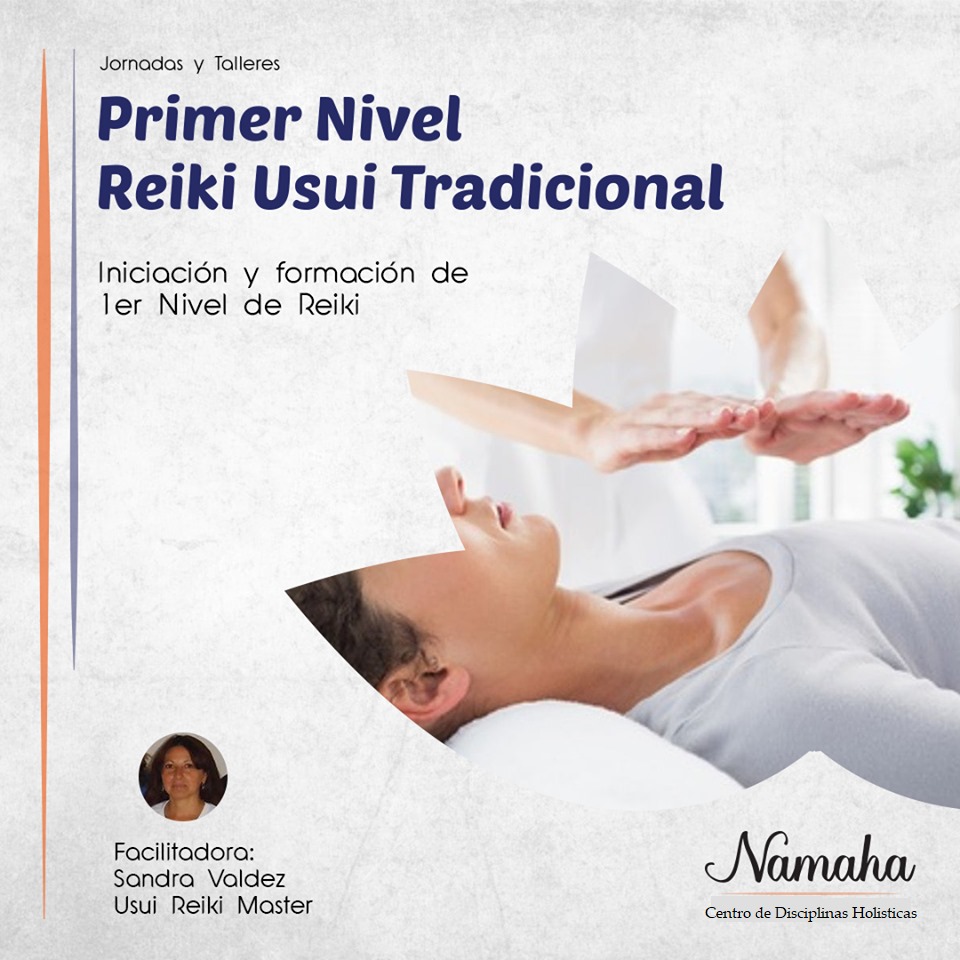 Jornadas y Talleres
Primer Nivel
Reiki Usui Tradicional
Iniciación y formación de
1er Nivel de Reiki
Facilitadora:
Sandra Valdez
Usui Reiki Master
Namaha
Centro de Disciplinas Holisticas